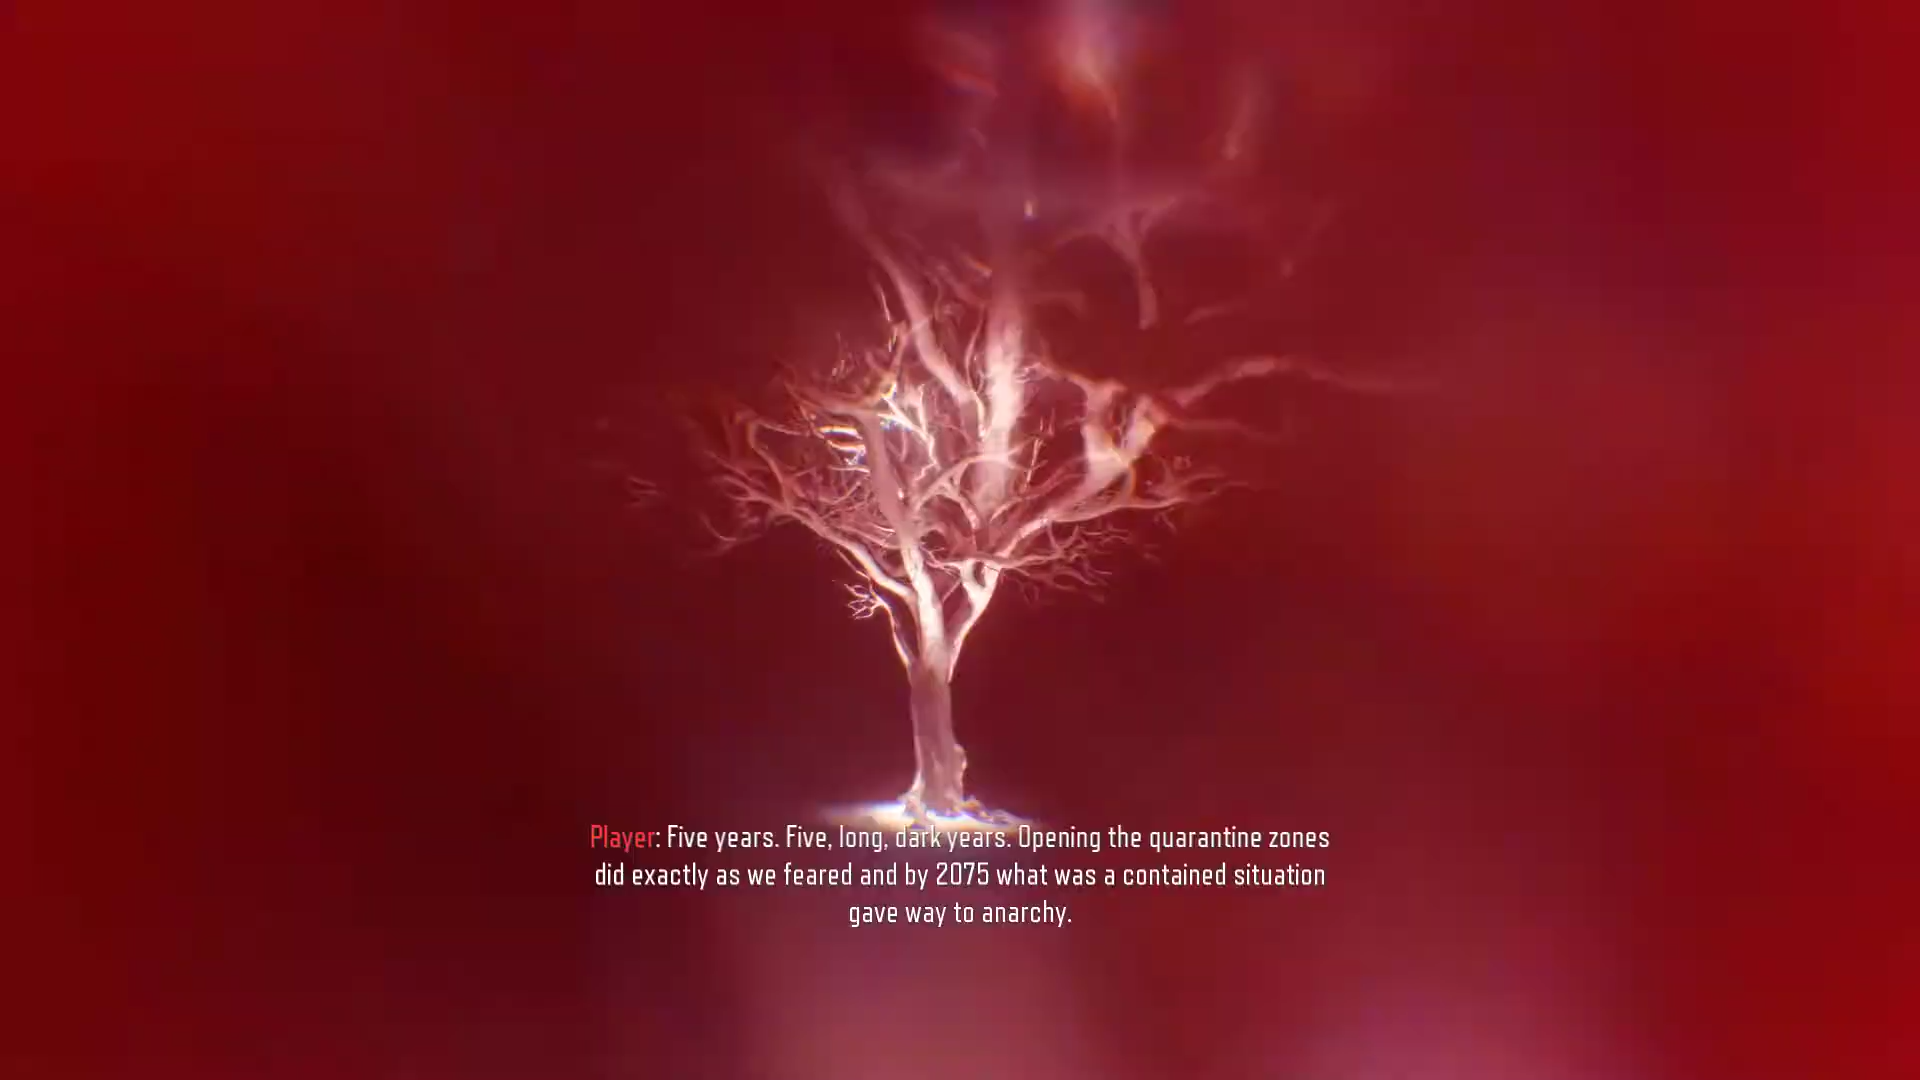 Player: Five years. Five, long, dark years. Opening the quarantine zones
did exactly as we feared and by 2075 what was a contained situation
gave way to anarchy.